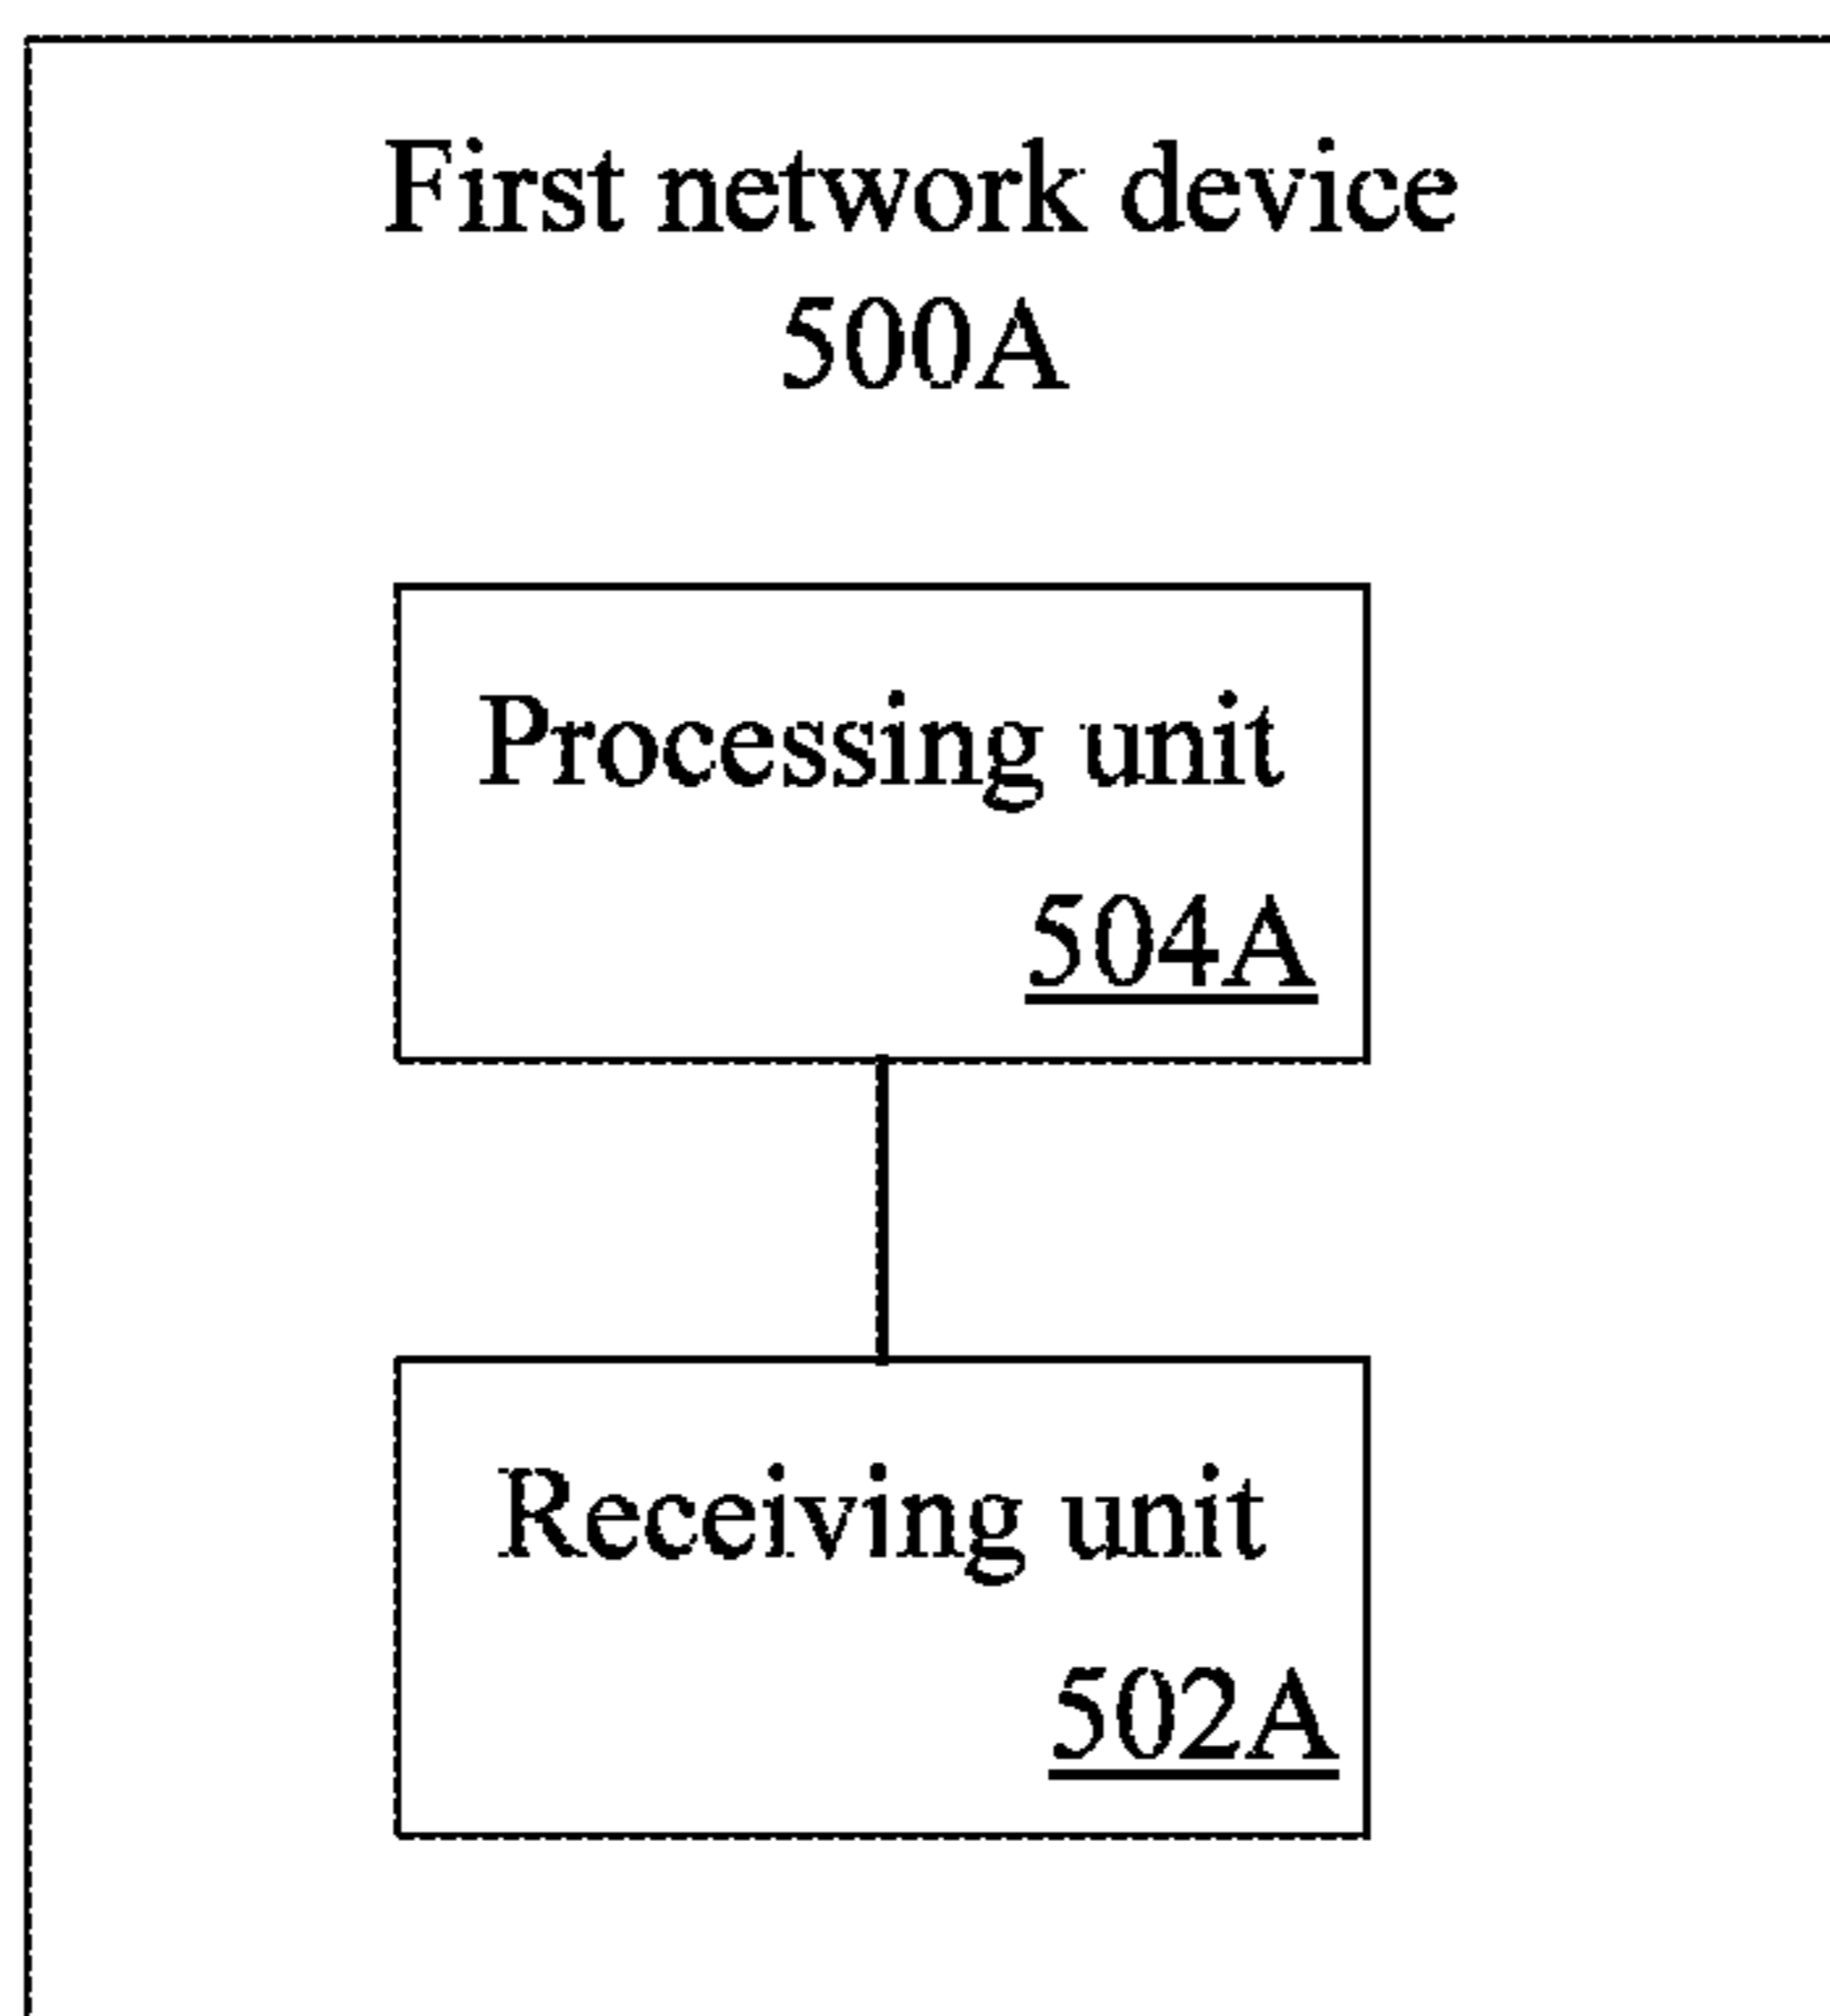 First network device
500A
Processing unit
504A
Receiving unit
502A